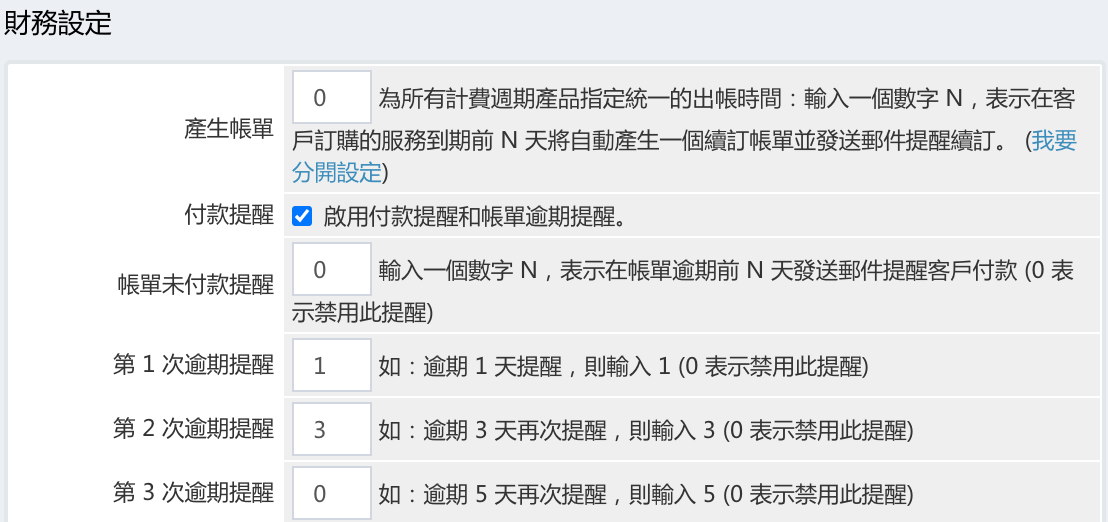 財務設定
產生帳單
0 為所有計費週期產品指定統一的出帳時間：輸入一個數字 N，表示在客
戶訂購的服務到期前 N 天將自動產生一個續訂帳單並發送郵件提醒續訂。 (我要
分開設定)
付款提醒
啟用付款提醒和帳單逾期提醒。
帳單未付款提醒
0 輸入一個數字 N，表示在帳單逾期前 N 天發送郵件提醒客戶付款 (0 表
示禁用此提醒)
第 1 次逾期提醒 1 如：逾期 1 天提醒，則輸入 1 (0 表示禁用此提醒)
第 2 次逾期提醒 3 如：逾期 3 天再次提醒，則輸入 3 (0 表示禁用此提醒)
第 3 次逾期提醒 0 如：逾期 5 天再次提醒，則輸入 5 (0 表示禁用此提醒)